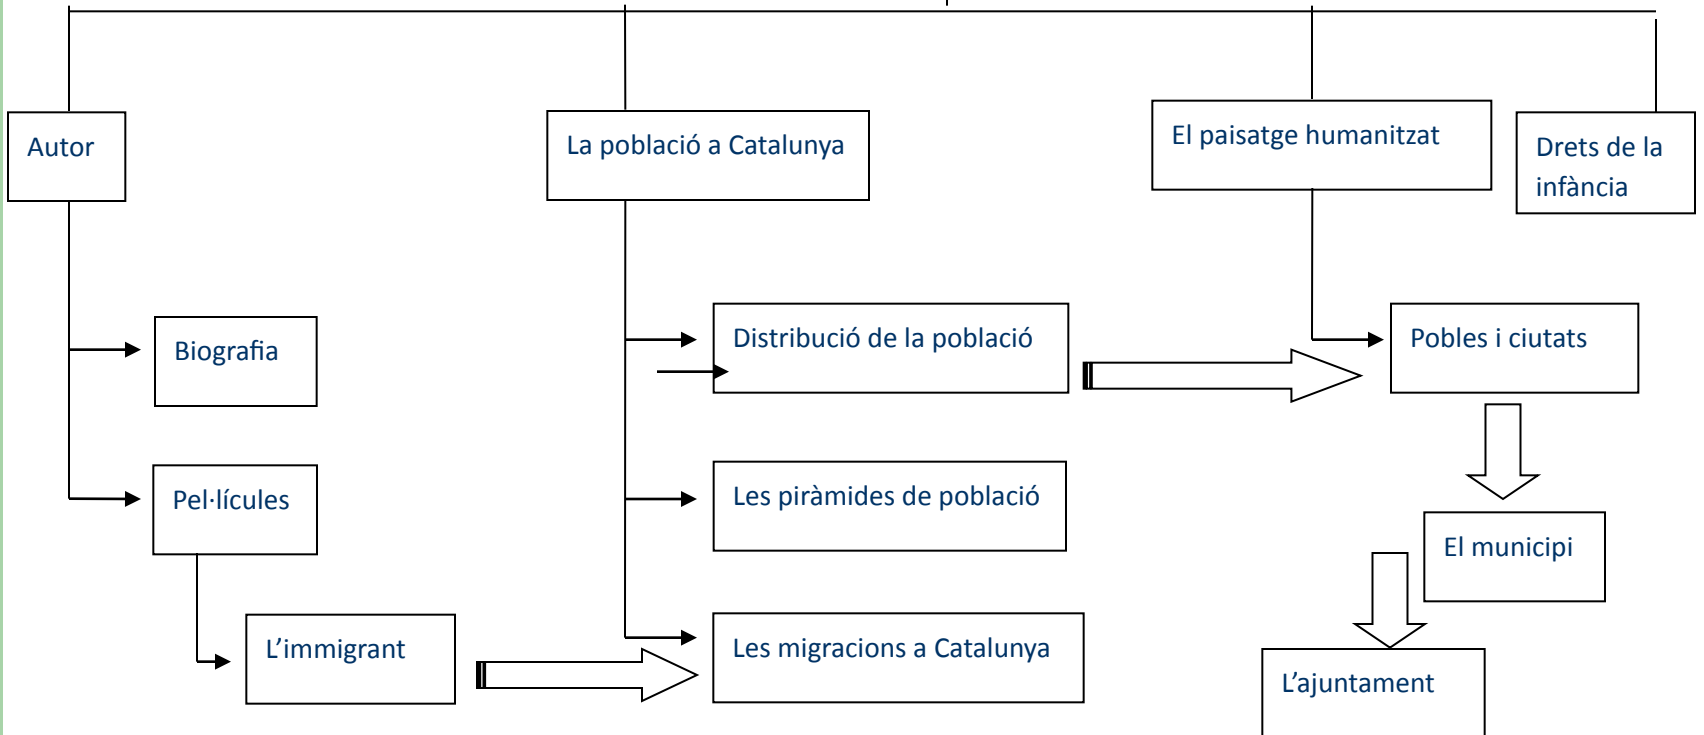 Autor
La població a Catalunya
El paisatge humanitzat
Drets de la
infància
Biografia
Distribució de la població
Pobles i ciutats
Pel·lícules
Les piràmides de població
El municipi
L’immigrant
Les migracions a Catalunya
L’ajuntament